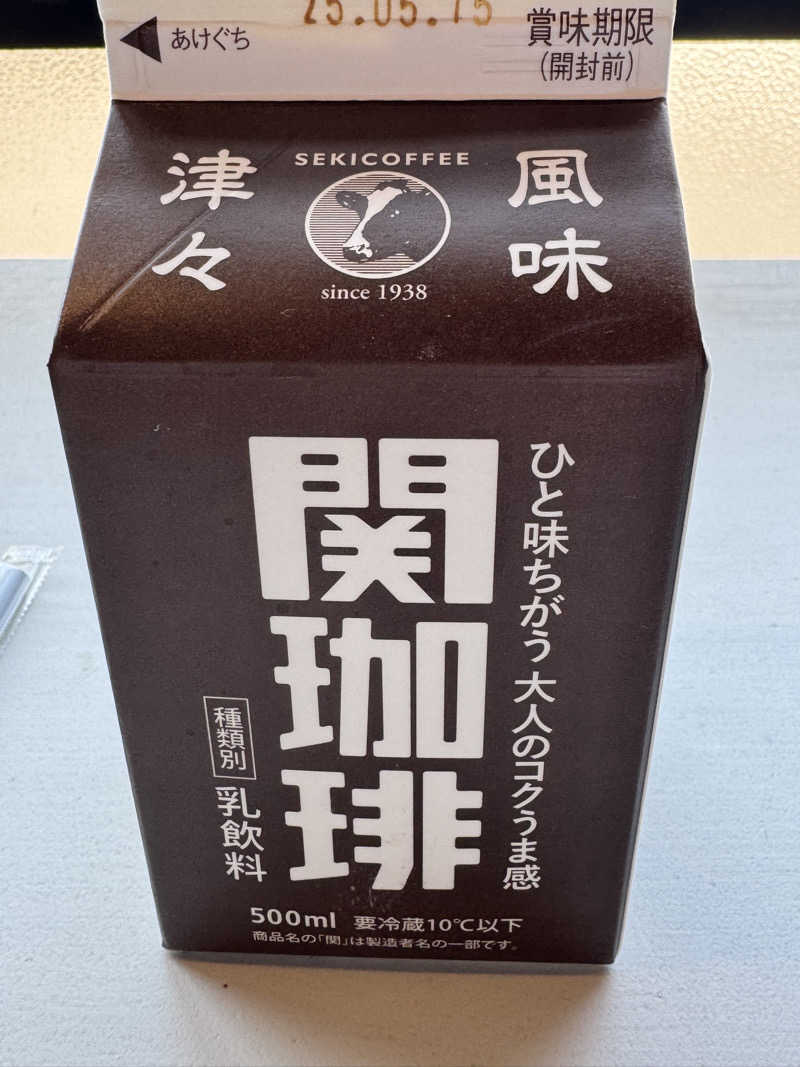 25.05.15
あけぐち
賞味期限
(開封前)
SEKICOFFEE
風味
津々
since 1938
ひと味ちがう 大人のコクうま感
関珈琲
種類別
乳飲料
500ml 要冷蔵10℃以下
商品名の「関」は製造者名の一部です。